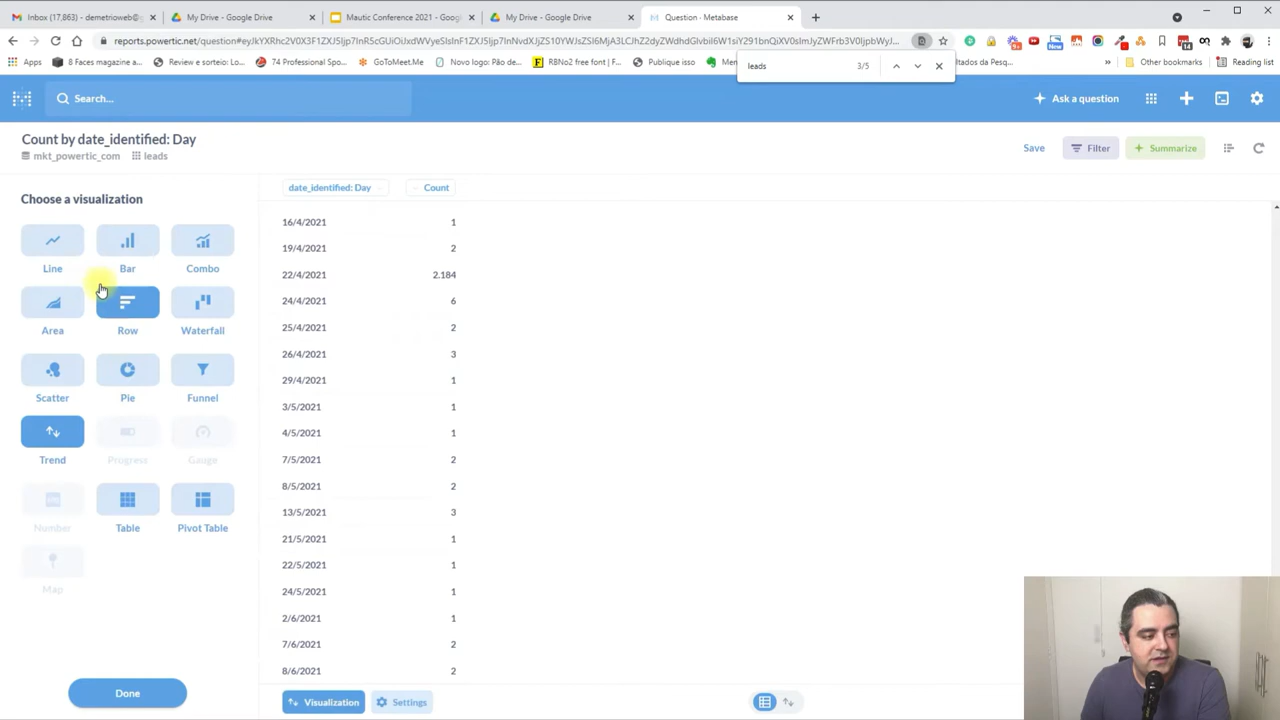 Inbox (17,863) - demetrioweb@g
My Drive - Google Drive
Mautic Conference 2021 - Googl
My Drive - Google Drive
Question · Metabase
reports.powertic.net/question#eyJkYXRhc2V0X3F1ZXJ5Ijp7InR5cGUiOiJxdWVyeSIsInF1ZXJ5Ijp7InNvdXJjZS10YWJsZSI6MjA3LCJhZ2dyZWdhdGlvbiI6W1siY291bnQiXV0sImJyZWFrb3V0IjpbWyJ...
leads
3/5
Apps
8 Faces magazine a...
Review e sorteio: Lo...
74 Professional Spo...
GoToMeet.Me
Novo logo: Pão de...
RBNo2 free font | F...
Publique isso
ltados da Pesq...
Other bookmarks
Reading list
Search...
Ask a question
Count by date_identified: Day
mkt_powertic_com
leads
Save
Filter
Summarize
Choose a visualization
Line
Bar
Combo
Area
Row
Waterfall
Scatter
Pie
Funnel
Trend
Progress
Gauge
Number
Table
Pivot Table
Map
Done
date_identified: Day
Count
16/4/2021 1
19/4/2021 2
22/4/2021 2.184
24/4/2021 6
25/4/2021 2
26/4/2021 3
29/4/2021 1
3/5/2021 1
4/5/2021 1
7/5/2021 2
8/5/2021 2
13/5/2021 3
21/5/2021 1
22/5/2021 1
24/5/2021 1
2/6/2021 1
7/6/2021 2
8/6/2021 2
Visualization
Settings